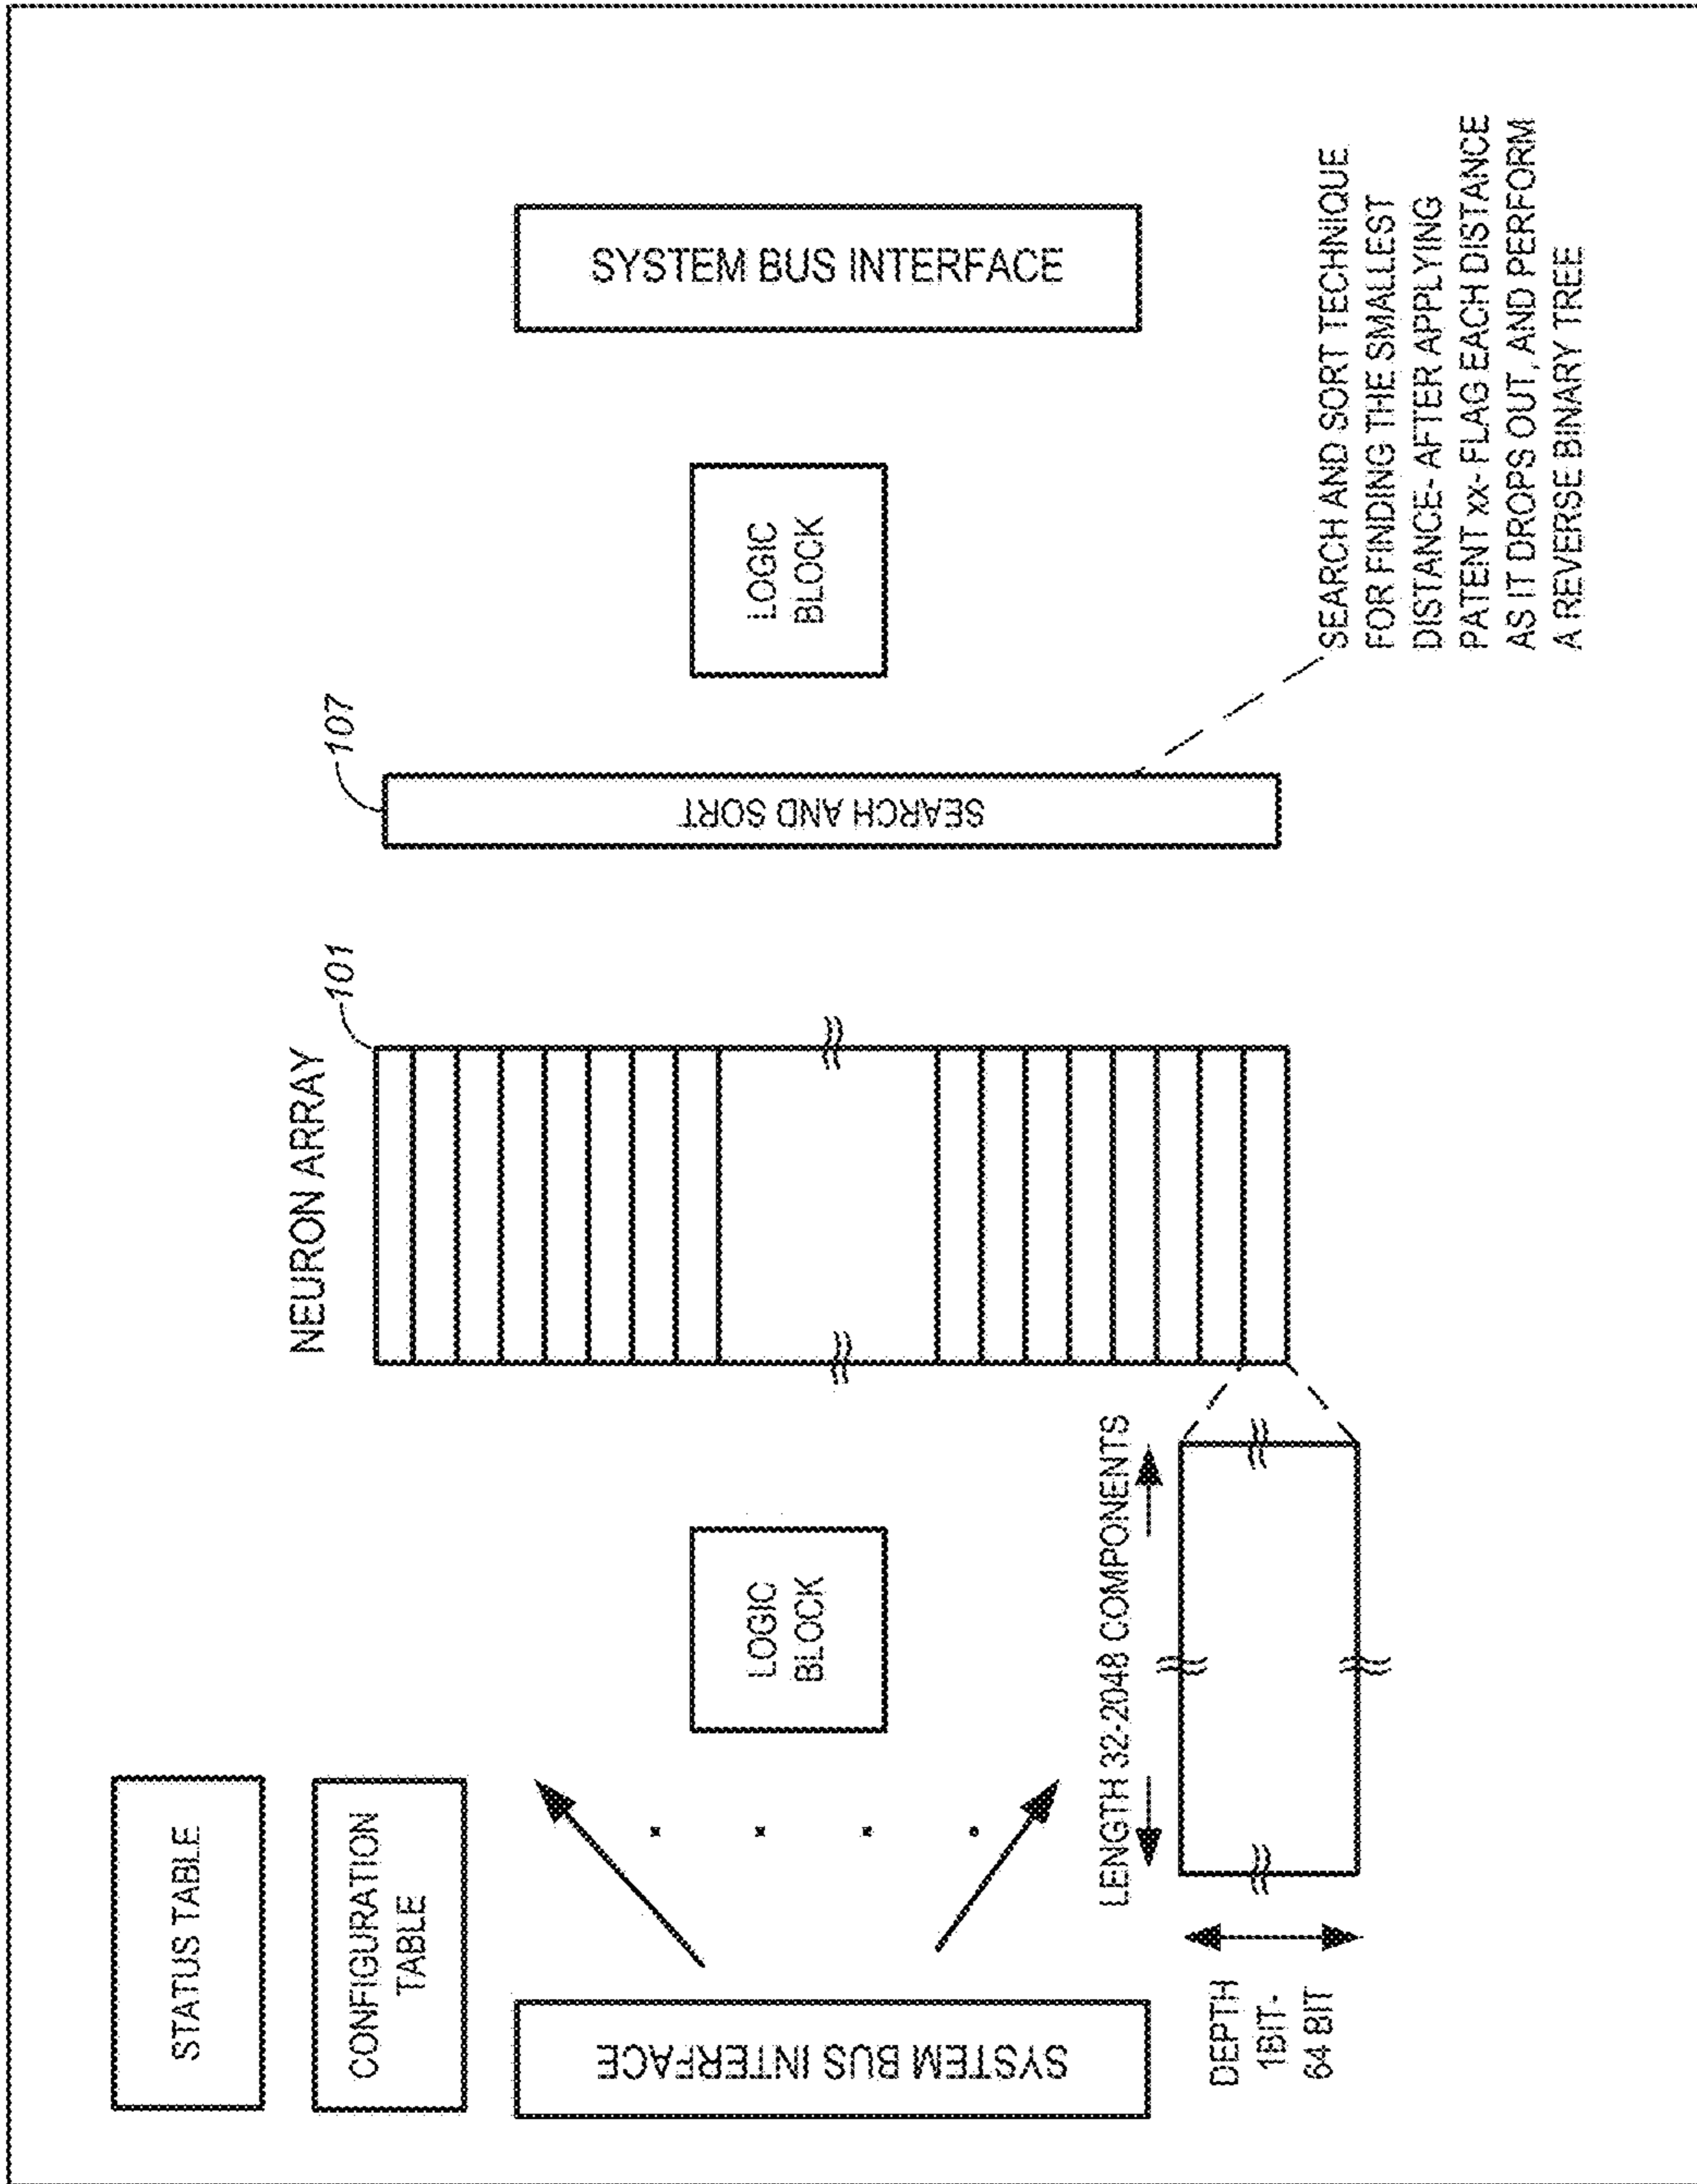 STATUS TABLE
CONFIGURATION
TABLE
SYSTEM BUS INTERFACE
DEPTH
1BIT-
64 BIT
LENGTH 32-2048 COMPONENTS
LOGIC
BLOCK
NEURON ARRAY
101
107
SEARCH AND SORT
LOGIC
BLOCK
SYSTEM BUS INTERFACE
SEARCH AND SORT TECHNIQUE
FOR FINDING THE SMALLEST
DISTANCE- AFTER APPLYING
PATENT xx- FLAG EACH DISTANCE
AS IT DROPS OUT, AND PERFORM
A REVERSE BINARY TREE